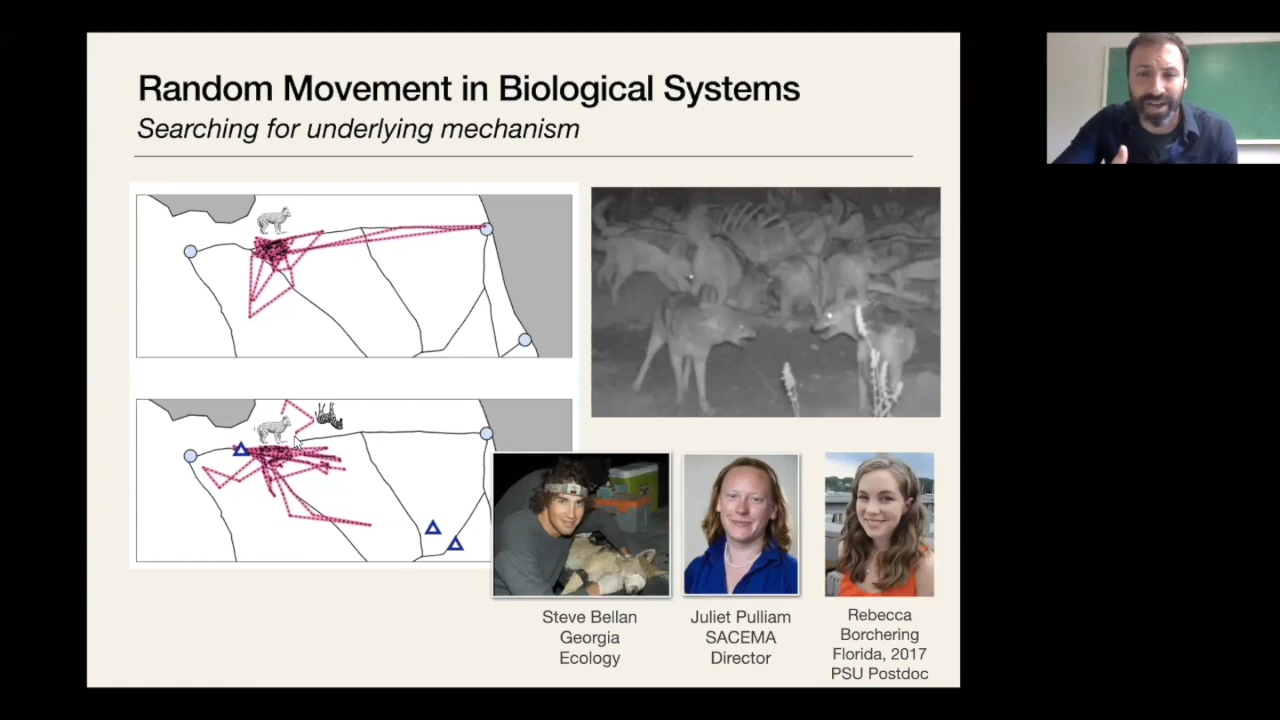 Random Movement in Biological Systems
Searching for underlying mechanism
Steve Bellan
Georgia
Ecology
Juliet Pulliam
SACEMA
Director
Rebecca
Borchering
Florida, 2017
PSU Postdoc